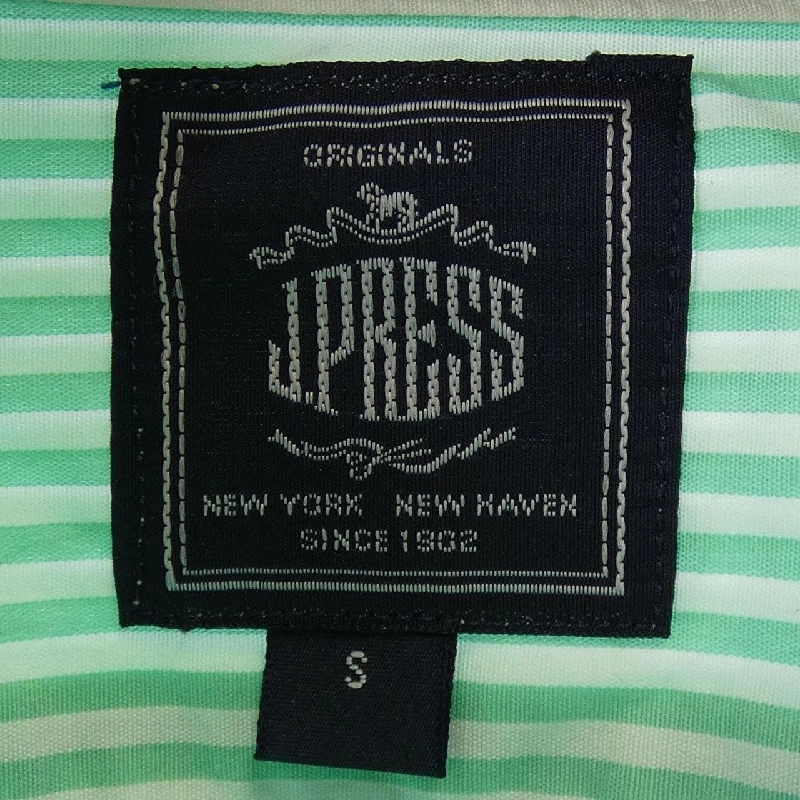 ORIGINALS
J.PRESS
NEW YORK NEW HAVEN
SINCE 1902
S